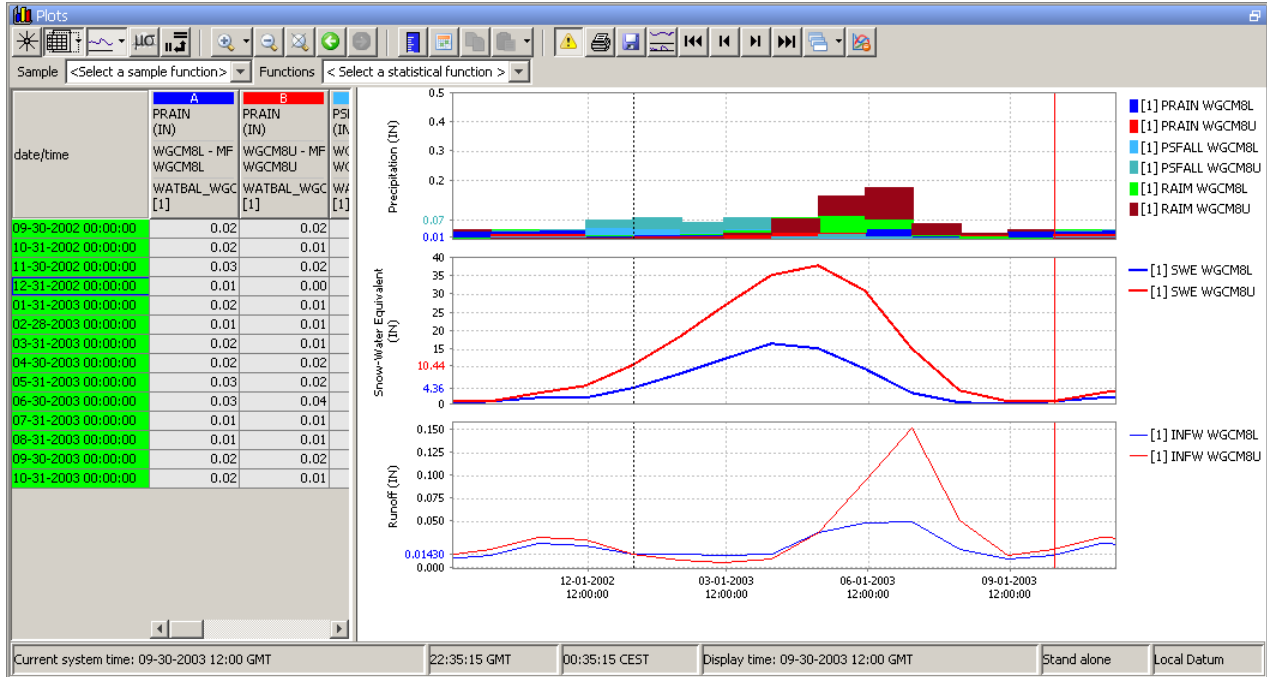 Plots
μσ
Sample <Select a sample function> Functions < Select a statistical function >
A B
date/time
PRAIN (IN)
WGCM8L - MF WGCM8L
WATBAL_WGC [1]
PRAIN (IN)
WGCM8U - MF WGCM8U
WATBAL_WGC [1]
09-30-2002 00:00:00 0.02 0.02
10-31-2002 00:00:00 0.02 0.01
11-30-2002 00:00:00 0.03 0.02
12-31-2002 00:00:00 0.01 0.00
01-31-2003 00:00:00 0.02 0.01
02-28-2003 00:00:00 0.01 0.01
03-31-2003 00:00:00 0.02 0.01
04-30-2003 00:00:00 0.02 0.02
05-31-2003 00:00:00 0.03 0.02
06-30-2003 00:00:00 0.03 0.04
07-31-2003 00:00:00 0.01 0.01
08-31-2003 00:00:00 0.01 0.01
09-30-2003 00:00:00 0.02 0.02
10-31-2003 00:00:00 0.02 0.01
Precipitation (IN)
0.5
0.4
0.3
0.2
0.07
0.01
[1] PRAIN WGCM8L
[1] PRAIN WGCM8U
[1] PSFALL WGCM8L
[1] PSFALL WGCM8U
[1] RAIM WGCM8L
[1] RAIM WGCM8U
Snow-Water Equivalent
(IN)
40
35
30
25
20
15
10.44
4.36
0
[1] SWE WGCM8L
[1] SWE WGCM8U
Runoff (IN)
0.150
0.125
0.100
0.075
0.050
0.01430
0.000
[1] INFW WGCM8L
[1] INFW WGCM8U
12-01-2002 03-01-2003 06-01-2003 09-01-2003
12:00:00 12:00:00 12:00:00 12:00:00
Current system time: 09-30-2003 12:00 GMT 22:35:15 GMT 00:35:15 CEST Display time: 09-30-2003 12:00 GMT Stand alone Local Datum